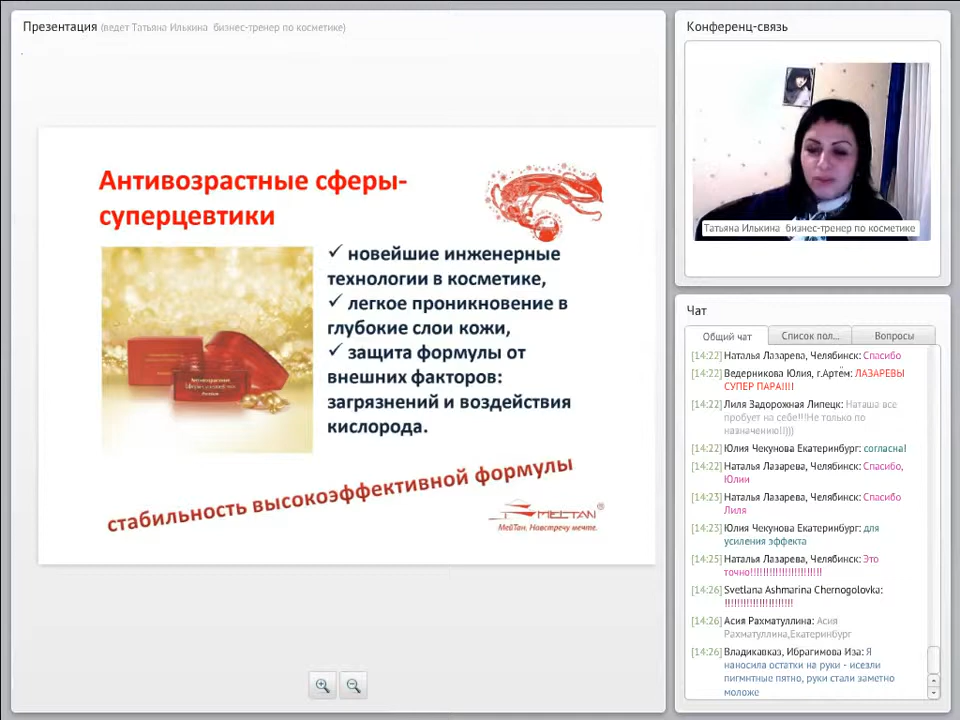 Презентация (ведет Татьяна Илькина бизнес-тренер по косметике)
Антивозрастные сферы-
суперцевтики
✓ новейшие инженерные
технологии в косметике,
✓ легкое проникновение в
глубокие слои кожи,
✓ защита формулы от
внешних факторов:
загрязнений и воздействия
кислорода.
стабильность высокоэффективной формулы
MEITAN®
МейТан. Навстречу мечте.
Конференц-связь
Татьяна Илькина бизнес-тренер по косметике
Чат
Общий чат
Список пол...
Вопросы
[14:22] Наталья Лазарева, Челябинск: Спасибо
[14:22] Ведерникова Юлия, г.Артём: ЛАЗАРЕВЫ
СУПЕР ПАРА!!!!
[14:22] Лиля Задорожная Липецк: Наташа все
пробует на себе!!!Не только по
назначению!!)))
[14:22] Юлия Чекунова Екатеринбург: согласна!
[14:22] Наталья Лазарева, Челябинск: Спасибо,
Юлии
[14:23] Наталья Лазарева, Челябинск: Спасибо
Лиля
[14:23] Юлия Чекунова Екатеринбург: для
усиления эффекта
[14:25] Наталья Лазарева, Челябинск: Это
точно!!!!!!!!!!!!!!!!!!!!!!!
[14:26] Svetlana Ashmarina Chernogolovka:
!!!!!!!!!!!!!!!!!!!!!!
[14:26] Асия Рахматуллина: Асия
Рахматуллина,Екатеринбург
[14:26] Владикавказ, Ибрагимова Иза: Я
наносила остатки на руки - исезли
пигмитные пятно, руки стали заметно
моложе